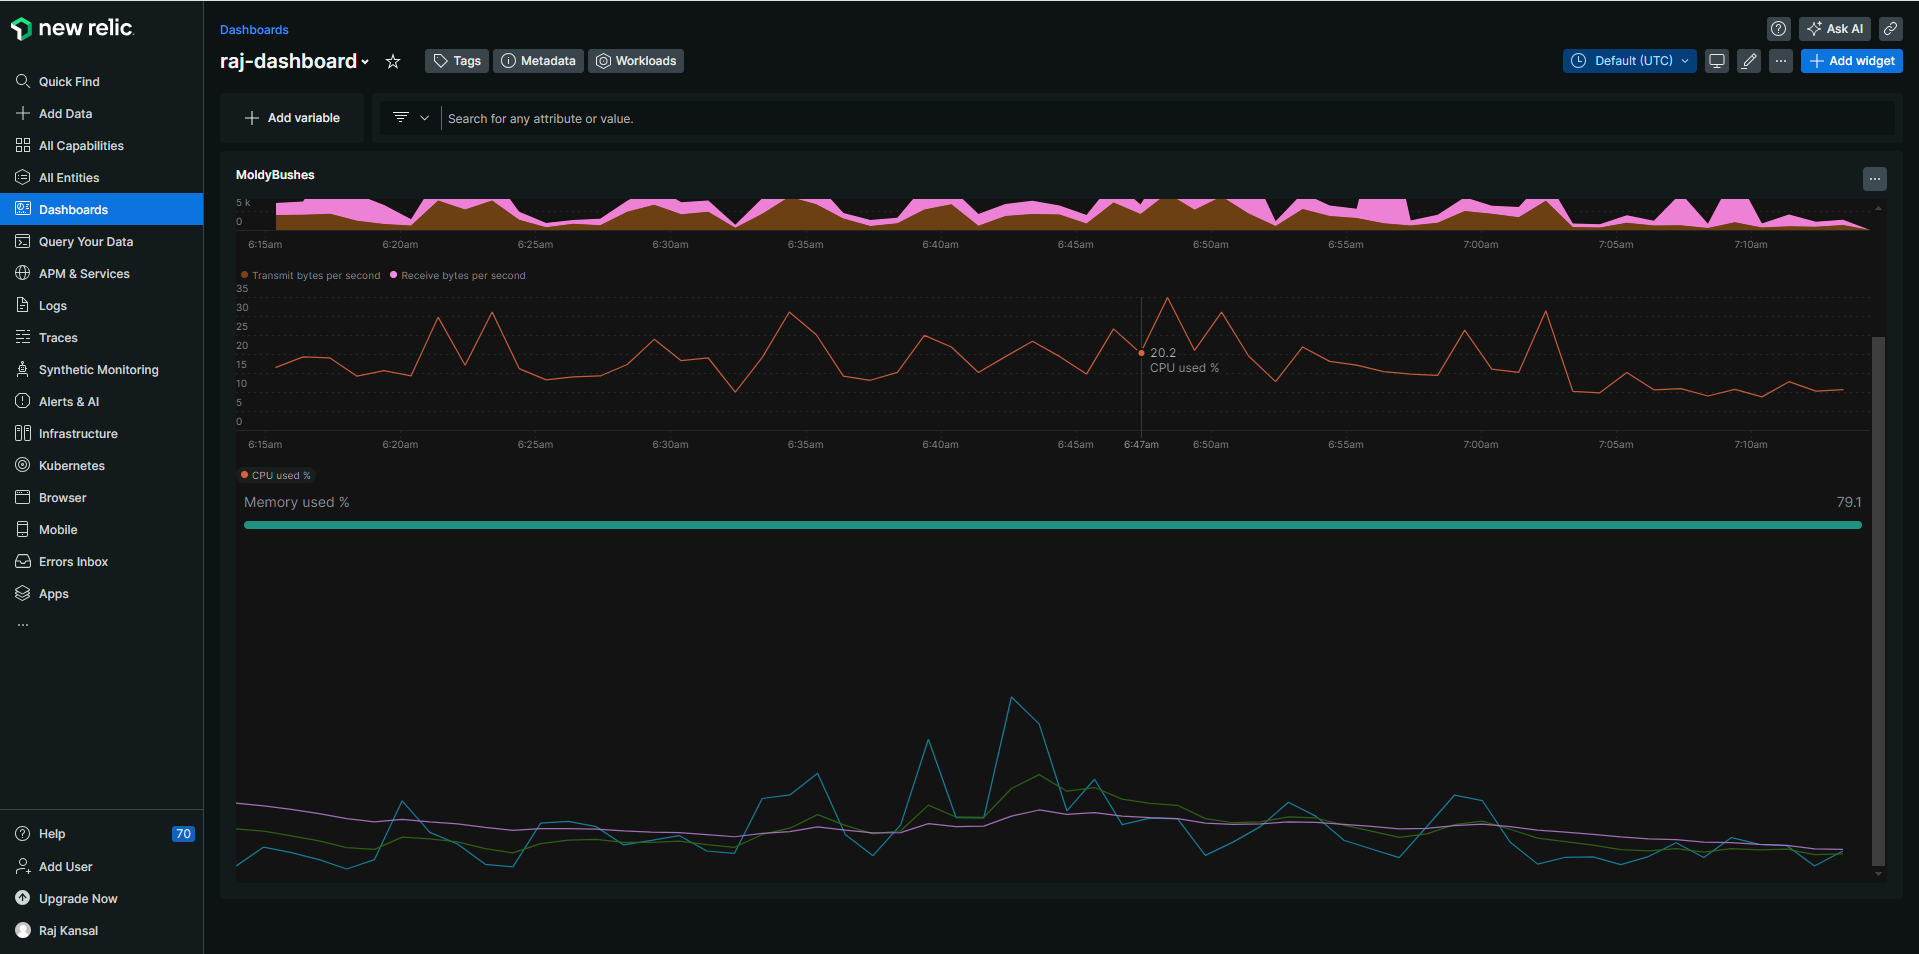 new relic.
Quick Find
Add Data
All Capabilities
All Entities
Dashboards
Query Your Data
APM & Services
Logs
Traces
Synthetic Monitoring
Alerts & AI
Infrastructure
Kubernetes
Browser
Mobile
Errors Inbox
Apps
...
Help 70
Add User
Upgrade Now
Raj Kansal
Dashboards
Ask AI
raj-dashboard Tags Metadata Workloads
Default (UTC) ... Add widget
Add variable Search for any attribute or value.
MoldyBushes ...
5 k
0
6:15am 6:20am 6:25am 6:30am 6:35am 6:40am 6:45am 6:50am 6:55am 7:00am 7:05am 7:10am
Transmit bytes per second Receive bytes per second
35
30
25
20
15
10
5
0
20.2
CPU used %
6:15am 6:20am 6:25am 6:30am 6:35am 6:40am 6:45am 6:47am 6:50am 6:55am 7:00am 7:05am 7:10am
CPU used %
Memory used % 79.1